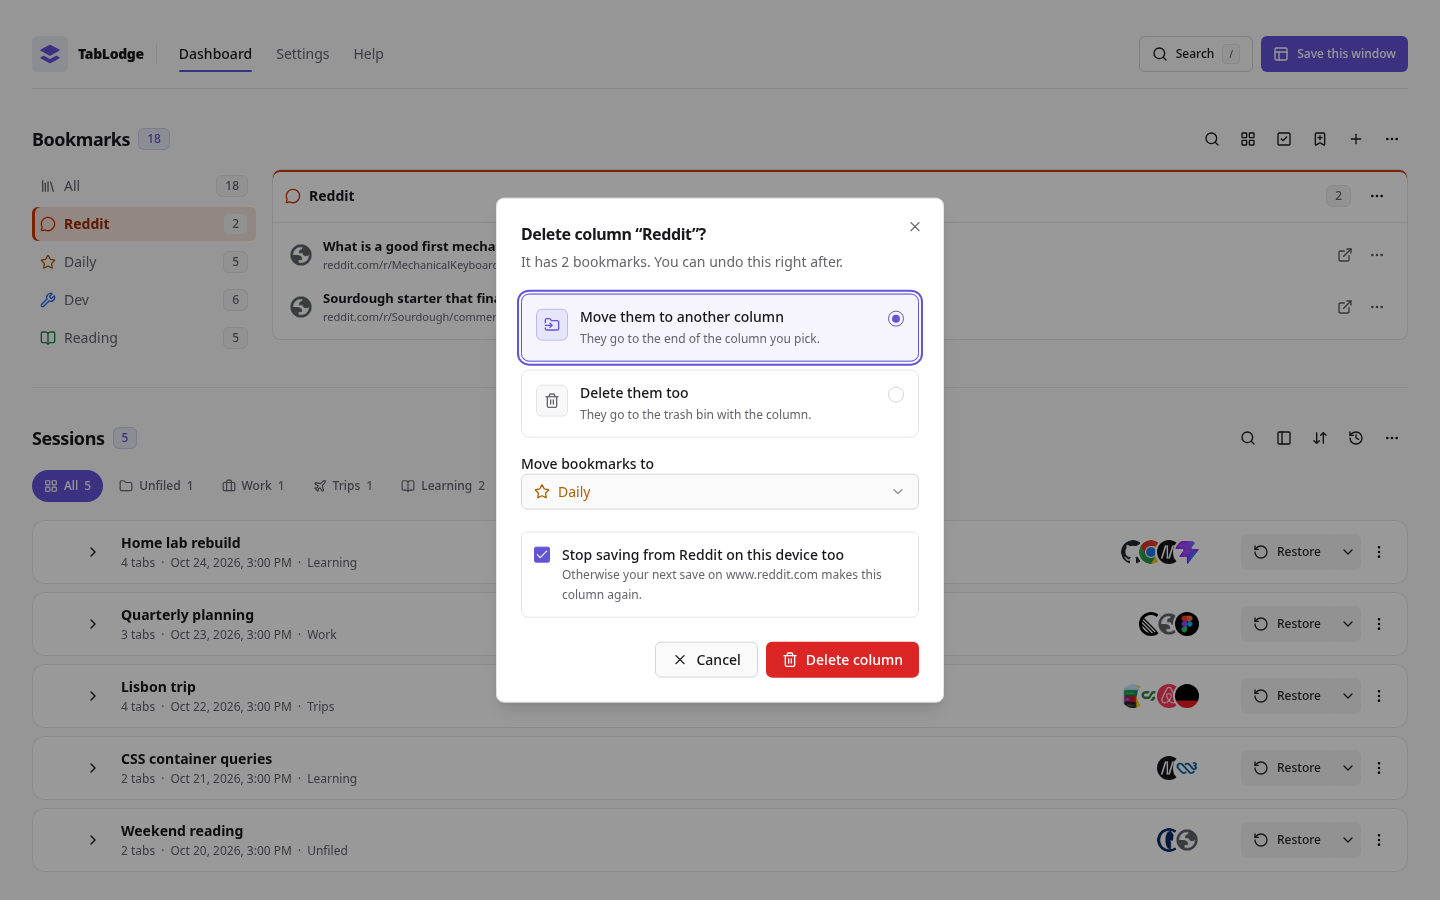 TabLodge
Dashboard
Settings
Help
Search /
Save this window
Bookmarks 18
All 18
Reddit 2
Daily 5
Dev 6
Reading 5
Reddit 2
What is a good first mecha
reddit.com/r/MechanicalKeyboar
Sourdough starter that fina
reddit.com/r/Sourdough/commer
Delete column “Reddit”?
It has 2 bookmarks. You can undo this right after.
Move them to another column
They go to the end of the column you pick.
Delete them too
They go to the trash bin with the column.
Move bookmarks to
Daily
Stop saving from Reddit on this device too
Otherwise your next save on www.reddit.com makes this
column again.
Cancel
Delete column
Sessions 5
All 5
Unfiled 1
Work 1
Trips 1
Learning 2
Home lab rebuild
4 tabs · Oct 24, 2026, 3:00 PM · Learning
Restore
Quarterly planning
3 tabs · Oct 23, 2026, 3:00 PM · Work
Restore
Lisbon trip
4 tabs · Oct 22, 2026, 3:00 PM · Trips
Restore
CSS container queries
2 tabs · Oct 21, 2026, 3:00 PM · Learning
Restore
Weekend reading
2 tabs · Oct 20, 2026, 3:00 PM · Unfiled
Restore